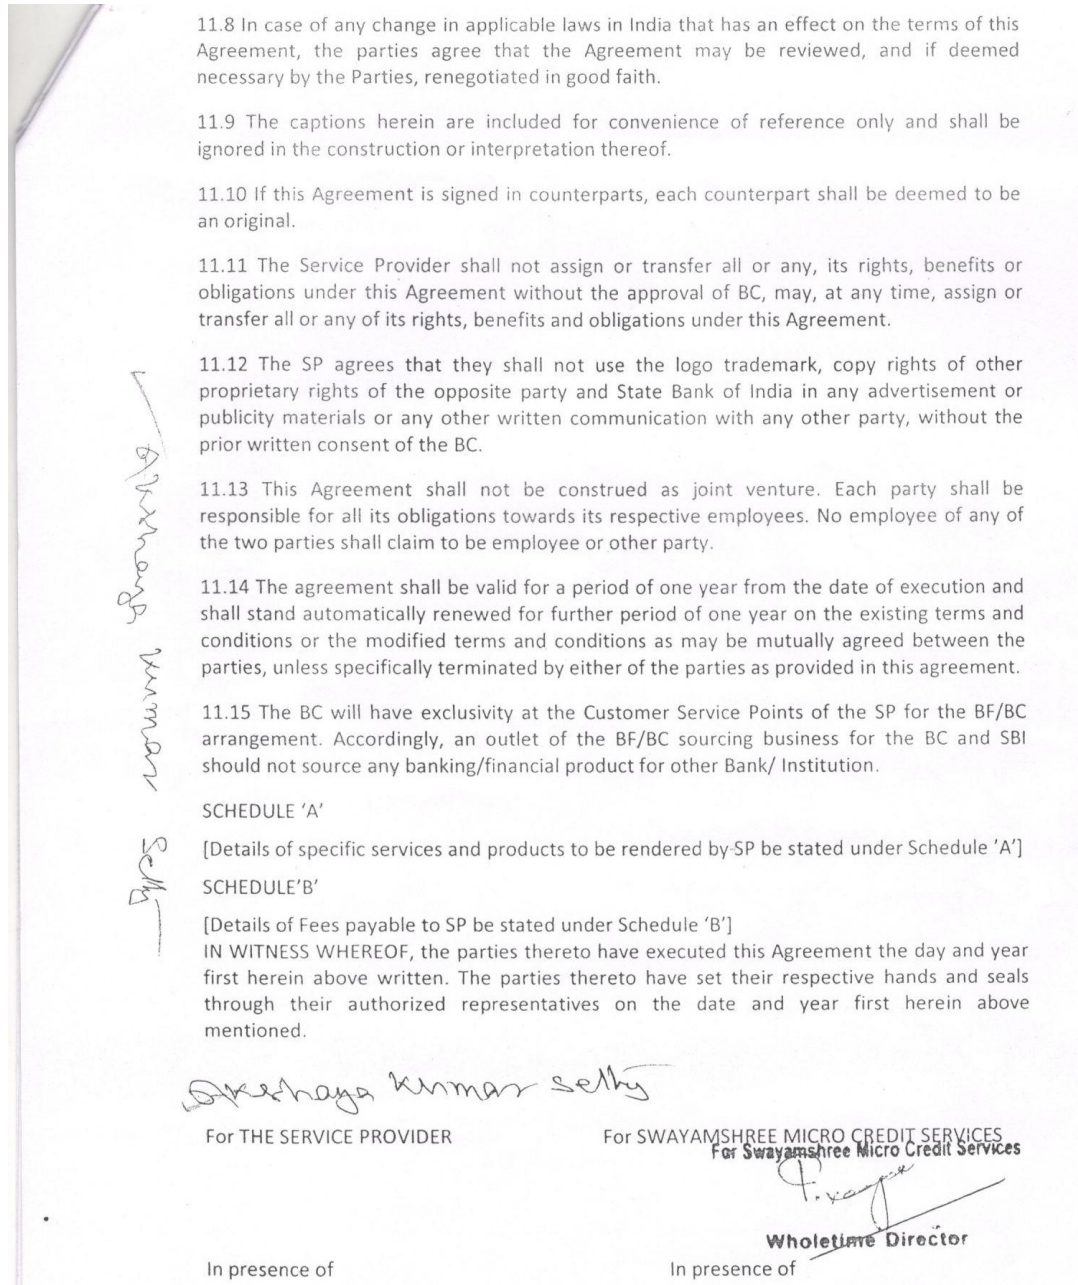 11.8 In case of any change in applicable laws in India that has an effect on the terms of this
Agreement, the parties agree that the Agreement may be reviewed, and if deemed
necessary by the Parties, renegotiated in good faith.
11.9 The captions herein are included for convenience of reference only and shall be
ignored in the construction or interpretation thereof.
11.10 If this Agreement is signed in counterparts, each counterpart shall be deemed to be
an original.
11.11 The Service Provider shall not assign or transfer all or any, its rights, benefits or
obligations under this Agreement without the approval of BC, may, at any time, assign or
transfer all or any of its rights, benefits and obligations under this Agreement.
11.12 The SP agrees that they shall not use the logo trademark, copy rights of other
proprietary rights of the opposite party and State Bank of India in any advertisement or
publicity materials or any other written communication with any other party, without the
prior written consent of the BC.
11.13 This Agreement shall not be construed as joint venture. Each party shall be
responsible for all its obligations towards its respective employees. No employee of any of
the two parties shall claim to be employee or other party.
11.14 The agreement shall be valid for a period of one year from the date of execution and
shall stand automatically renewed for further period of one year on the existing terms and
conditions or the modified terms and conditions as may be mutually agreed between the
parties, unless specifically terminated by either of the parties as provided in this agreement.
11.15 The BC will have exclusivity at the Customer Service Points of the SP for the BF/BC
arrangement. Accordingly, an outlet of the BF/BC sourcing business for the BC and SBI
should not source any banking/financial product for other Bank/ Institution.
SCHEDULE 'A'
[Details of specific services and products to be rendered by SP be stated under Schedule 'A']
SCHEDULE'B'
[Details of Fees payable to SP be stated under Schedule 'B']
IN WITNESS WHEREOF, the parties thereto have executed this Agreement the day and year
first herein above written. The parties thereto have set their respective hands and seals
through their authorized representatives on the date and year first herein above
mentioned.
Akshaya Kumar Sethy
Akshaya Kumar Sethy
For THE SERVICE PROVIDER
For SWAYAMSHREE MICRO CREDIT SERVICES
For Swayamshree Micro Credit Services
Wholetime Director
In presence of
In presence of